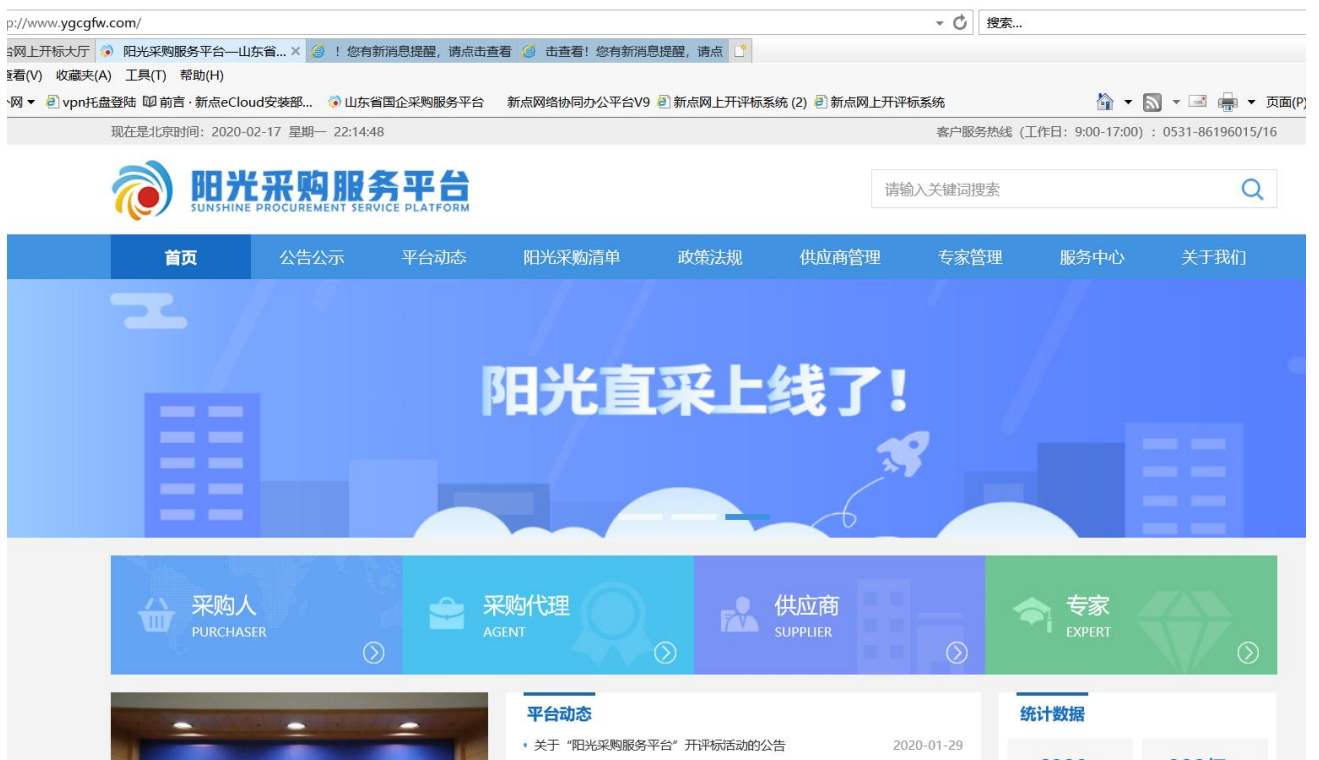 p://www.ygcgfw.com/
搜索...
台网上开标大厅 阳光采购服务平台—山东省... × ！您有新消息提醒，请点击查看 击查看！您有新消息提醒，请点
查看(V) 收藏夹(A) 工具(T) 帮助(H)
vpn托盘登陆 前言 · 新点eCloud安装部... 山东省国企采购服务平台 新点网络协同办公平台V9 新点网上开评标系统 (2) 新点网上开评标系统 页面(P)
现在是北京时间：2020-02-17 星期一 22:14:48 客户服务热线（工作日：9:00-17:00）：0531-86196015/16
阳光采购服务平台
SUNSHINE PROCUREMENT SERVICE PLATFORM
请输入关键词搜索
首页 公告公示 平台动态 阳光采购清单 政策法规 供应商管理 专家管理 服务中心 关于我们
阳光直采上线了！
采购人
PURCHASER
采购代理
AGENT
供应商
SUPPLIER
专家
EXPERT
平台动态
关于“阳光采购服务平台”开评标活动的公告 2020-01-29
统计数据